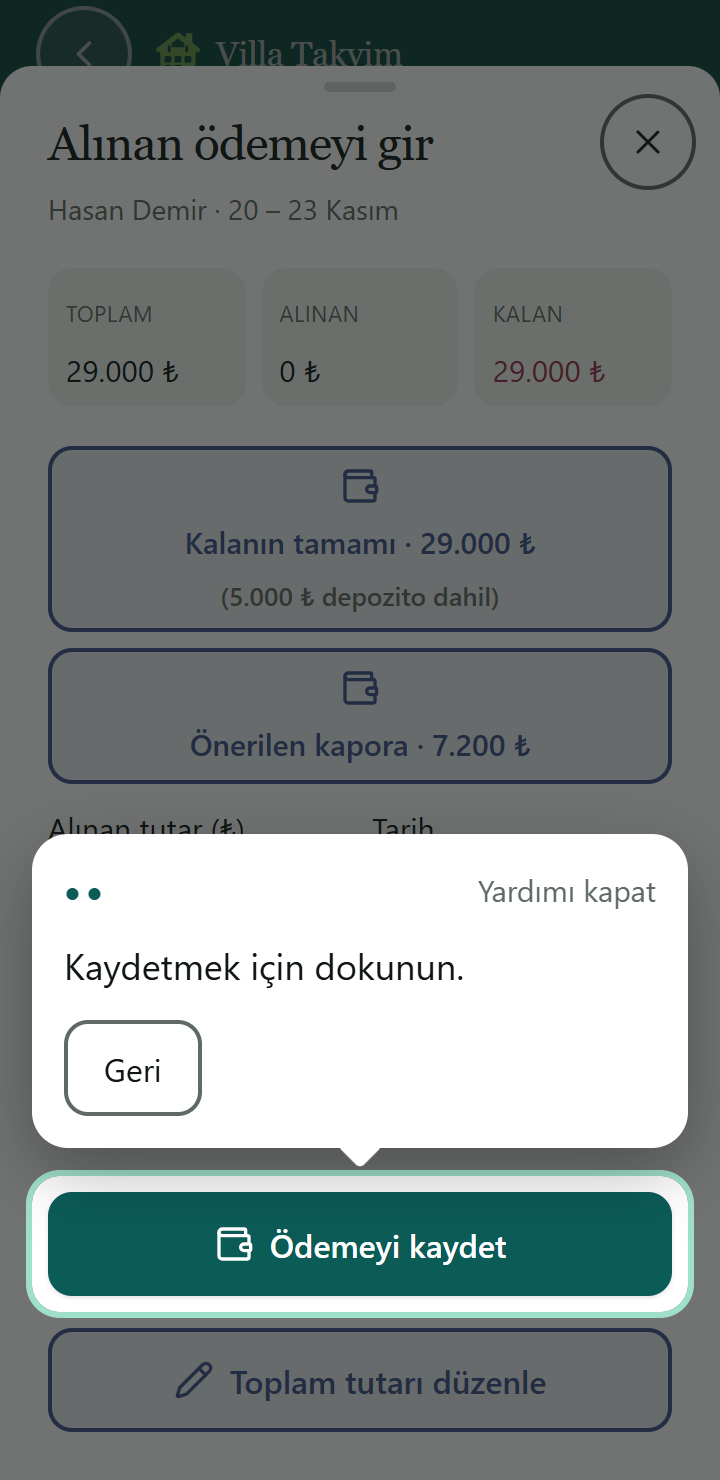 Villa Takvim
Alınan ödemeyi gir
Hasan Demir · 20 – 23 Kasım
TOPLAM
29.000 ₺
ALINAN
0 ₺
KALAN
29.000 ₺
Kalanın tamamı · 29.000 ₺
(5.000 ₺ depozito dahil)
Önerilen kapora · 7.200 ₺
Alınan tutar (₺)
Tarih
Yardımı kapat
Kaydetmek için dokunun.
Geri
Ödemeyi kaydet
Toplam tutarı düzenle